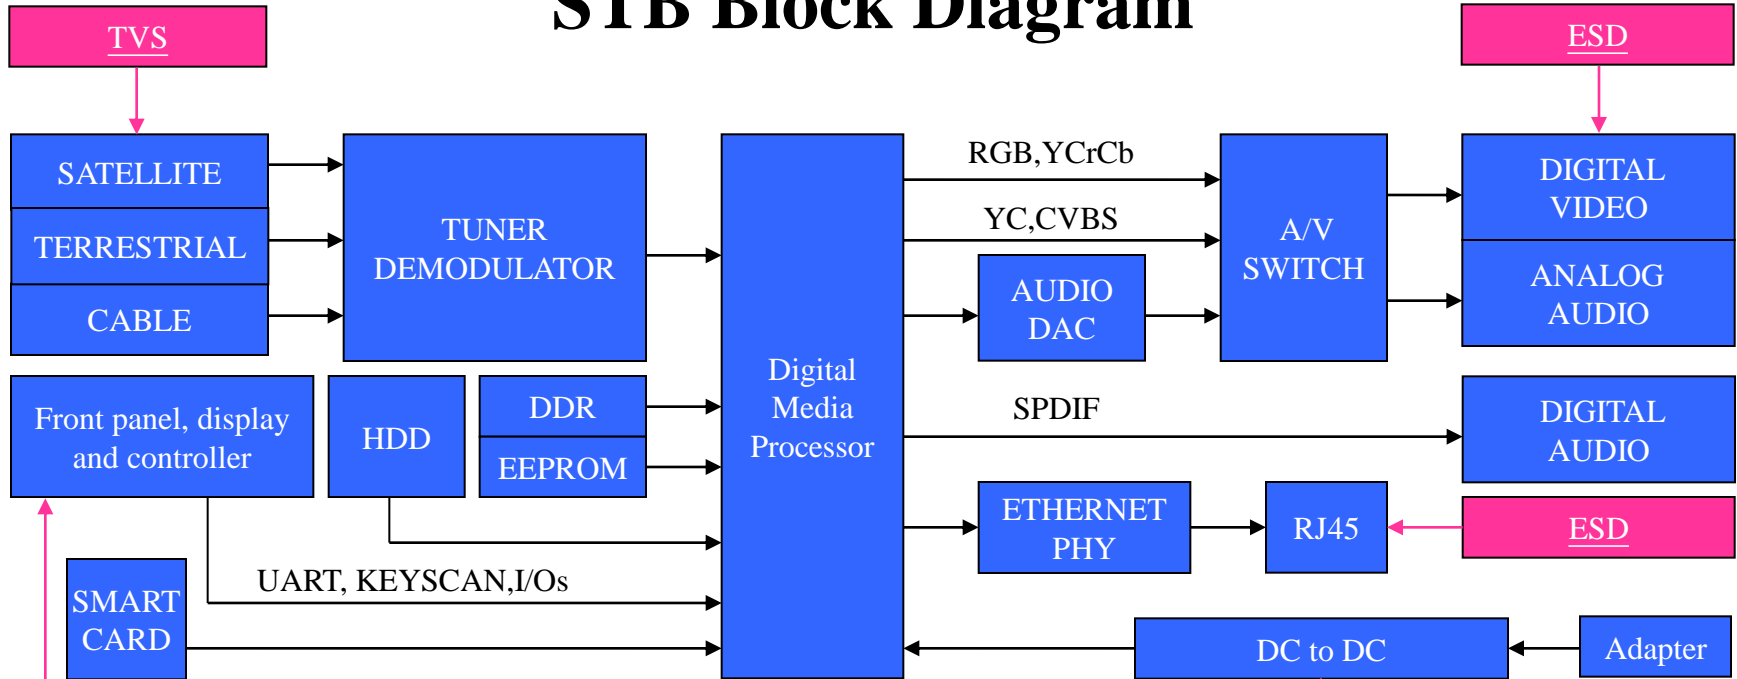 STB Block Diagram
TVS
ESD
SATELLITE
TERRESTRIAL
CABLE
TUNER
DEMODULATOR
RGB,YCrCb
YC,CVBS
AUDIO
DAC
A/V
SWITCH
DIGITAL
VIDEO
ANALOG
AUDIO
Front panel, display
and controller
HDD
DDR
EEPROM
Digital
Media
Processor
SPDIF
DIGITAL
AUDIO
ETHERNET
PHY
RJ45
ESD
UART, KEYSCAN,I/Os
SMART
CARD
DC to DC
Adapter